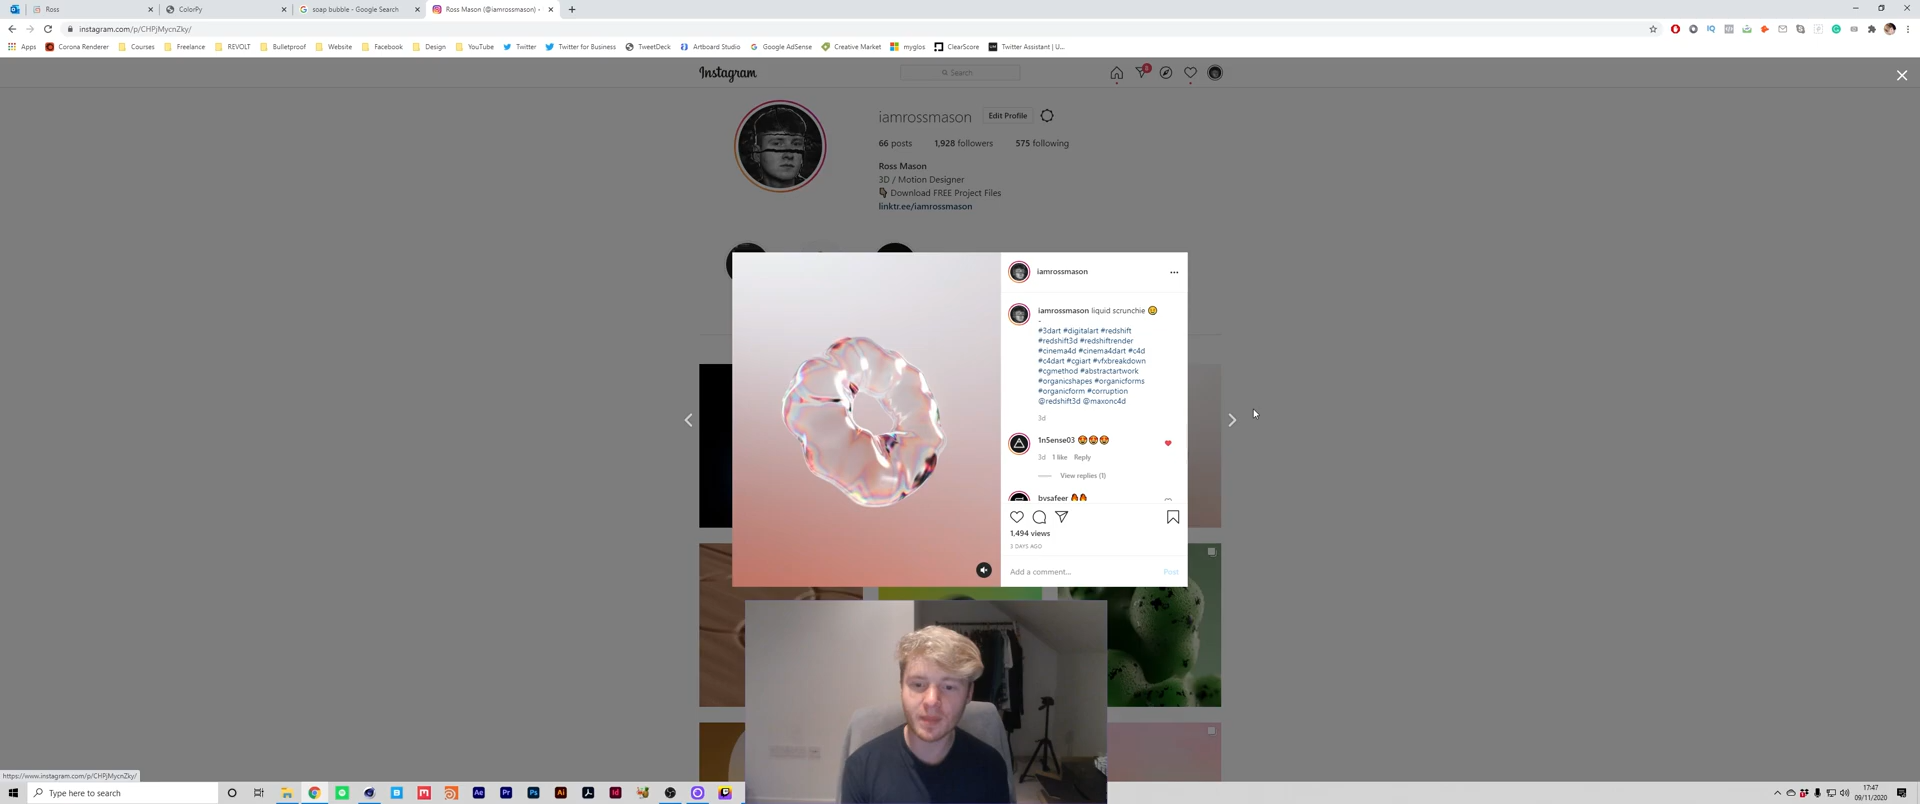 Ross
ColorPy
soap bubble - Google Search
Ross Mason (@iamrossmason) -
instagram.com/p/CHPjMycnZky/
Apps Corona Renderer Courses Freelance REVOLT Bulletproof Website Facebook Design YouTube Twitter Twitter for Business TweetDeck Artboard Studio Google AdSense Creative Market myglos ClearScore Twitter Assistant | U...
Instagram
Search
iamrossmason
Edit Profile
66 posts 1,928 followers 575 following
Ross Mason
3D / Motion Designer
Download FREE Project Files
linktr.ee/iamrossmason
iamrossmason
iamrossmason liquid scrunchie
-
#3dart #digitalart #redshift
#redshift3d #redshiftrender
#cinema4d #cinema4dart #c4d
#c4dart #cgiart #vfxbreakdown
#cgmethod #abstractartwork
#organicshapes #organicforms
#organicform #corruption
@redshift3d @maxonc4d
3d
1n5ense03
3d 1 like Reply
View replies (1)
bysafeer
1,494 views
3 DAYS AGO
Add a comment...
Post
https://www.instagram.com/p/CHPjMycnZky/
Type here to search
Ae Pr Ps Ai Id
17:47
09/11/2020